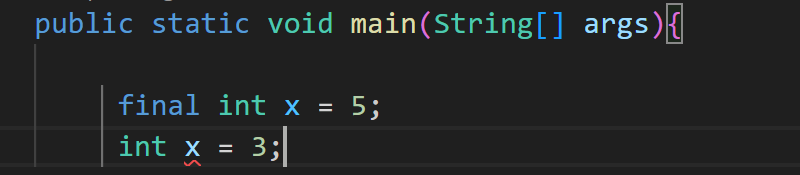 public static void main(String[] args){
final int x = 5;
int x = 3;